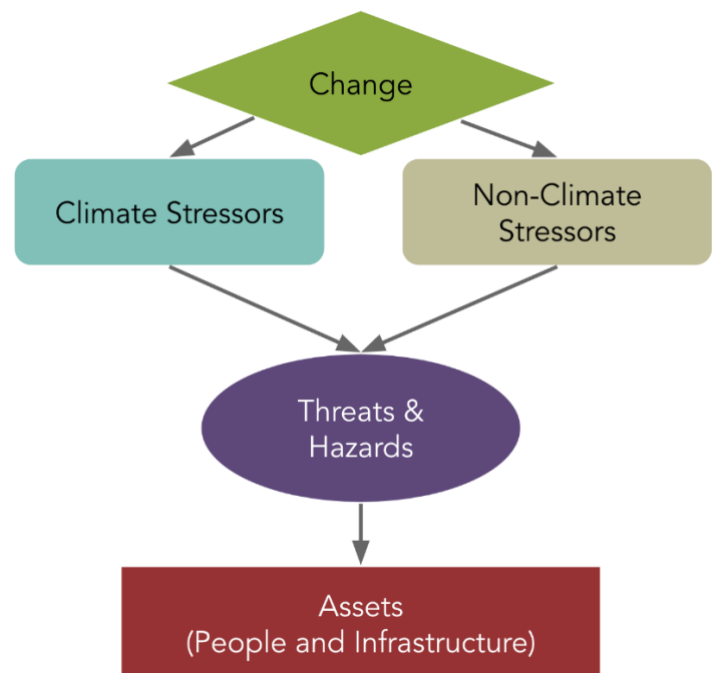 Change
Climate Stressors
Non-Climate
Stressors
Threats &
Hazards
Assets
(People and Infrastructure)